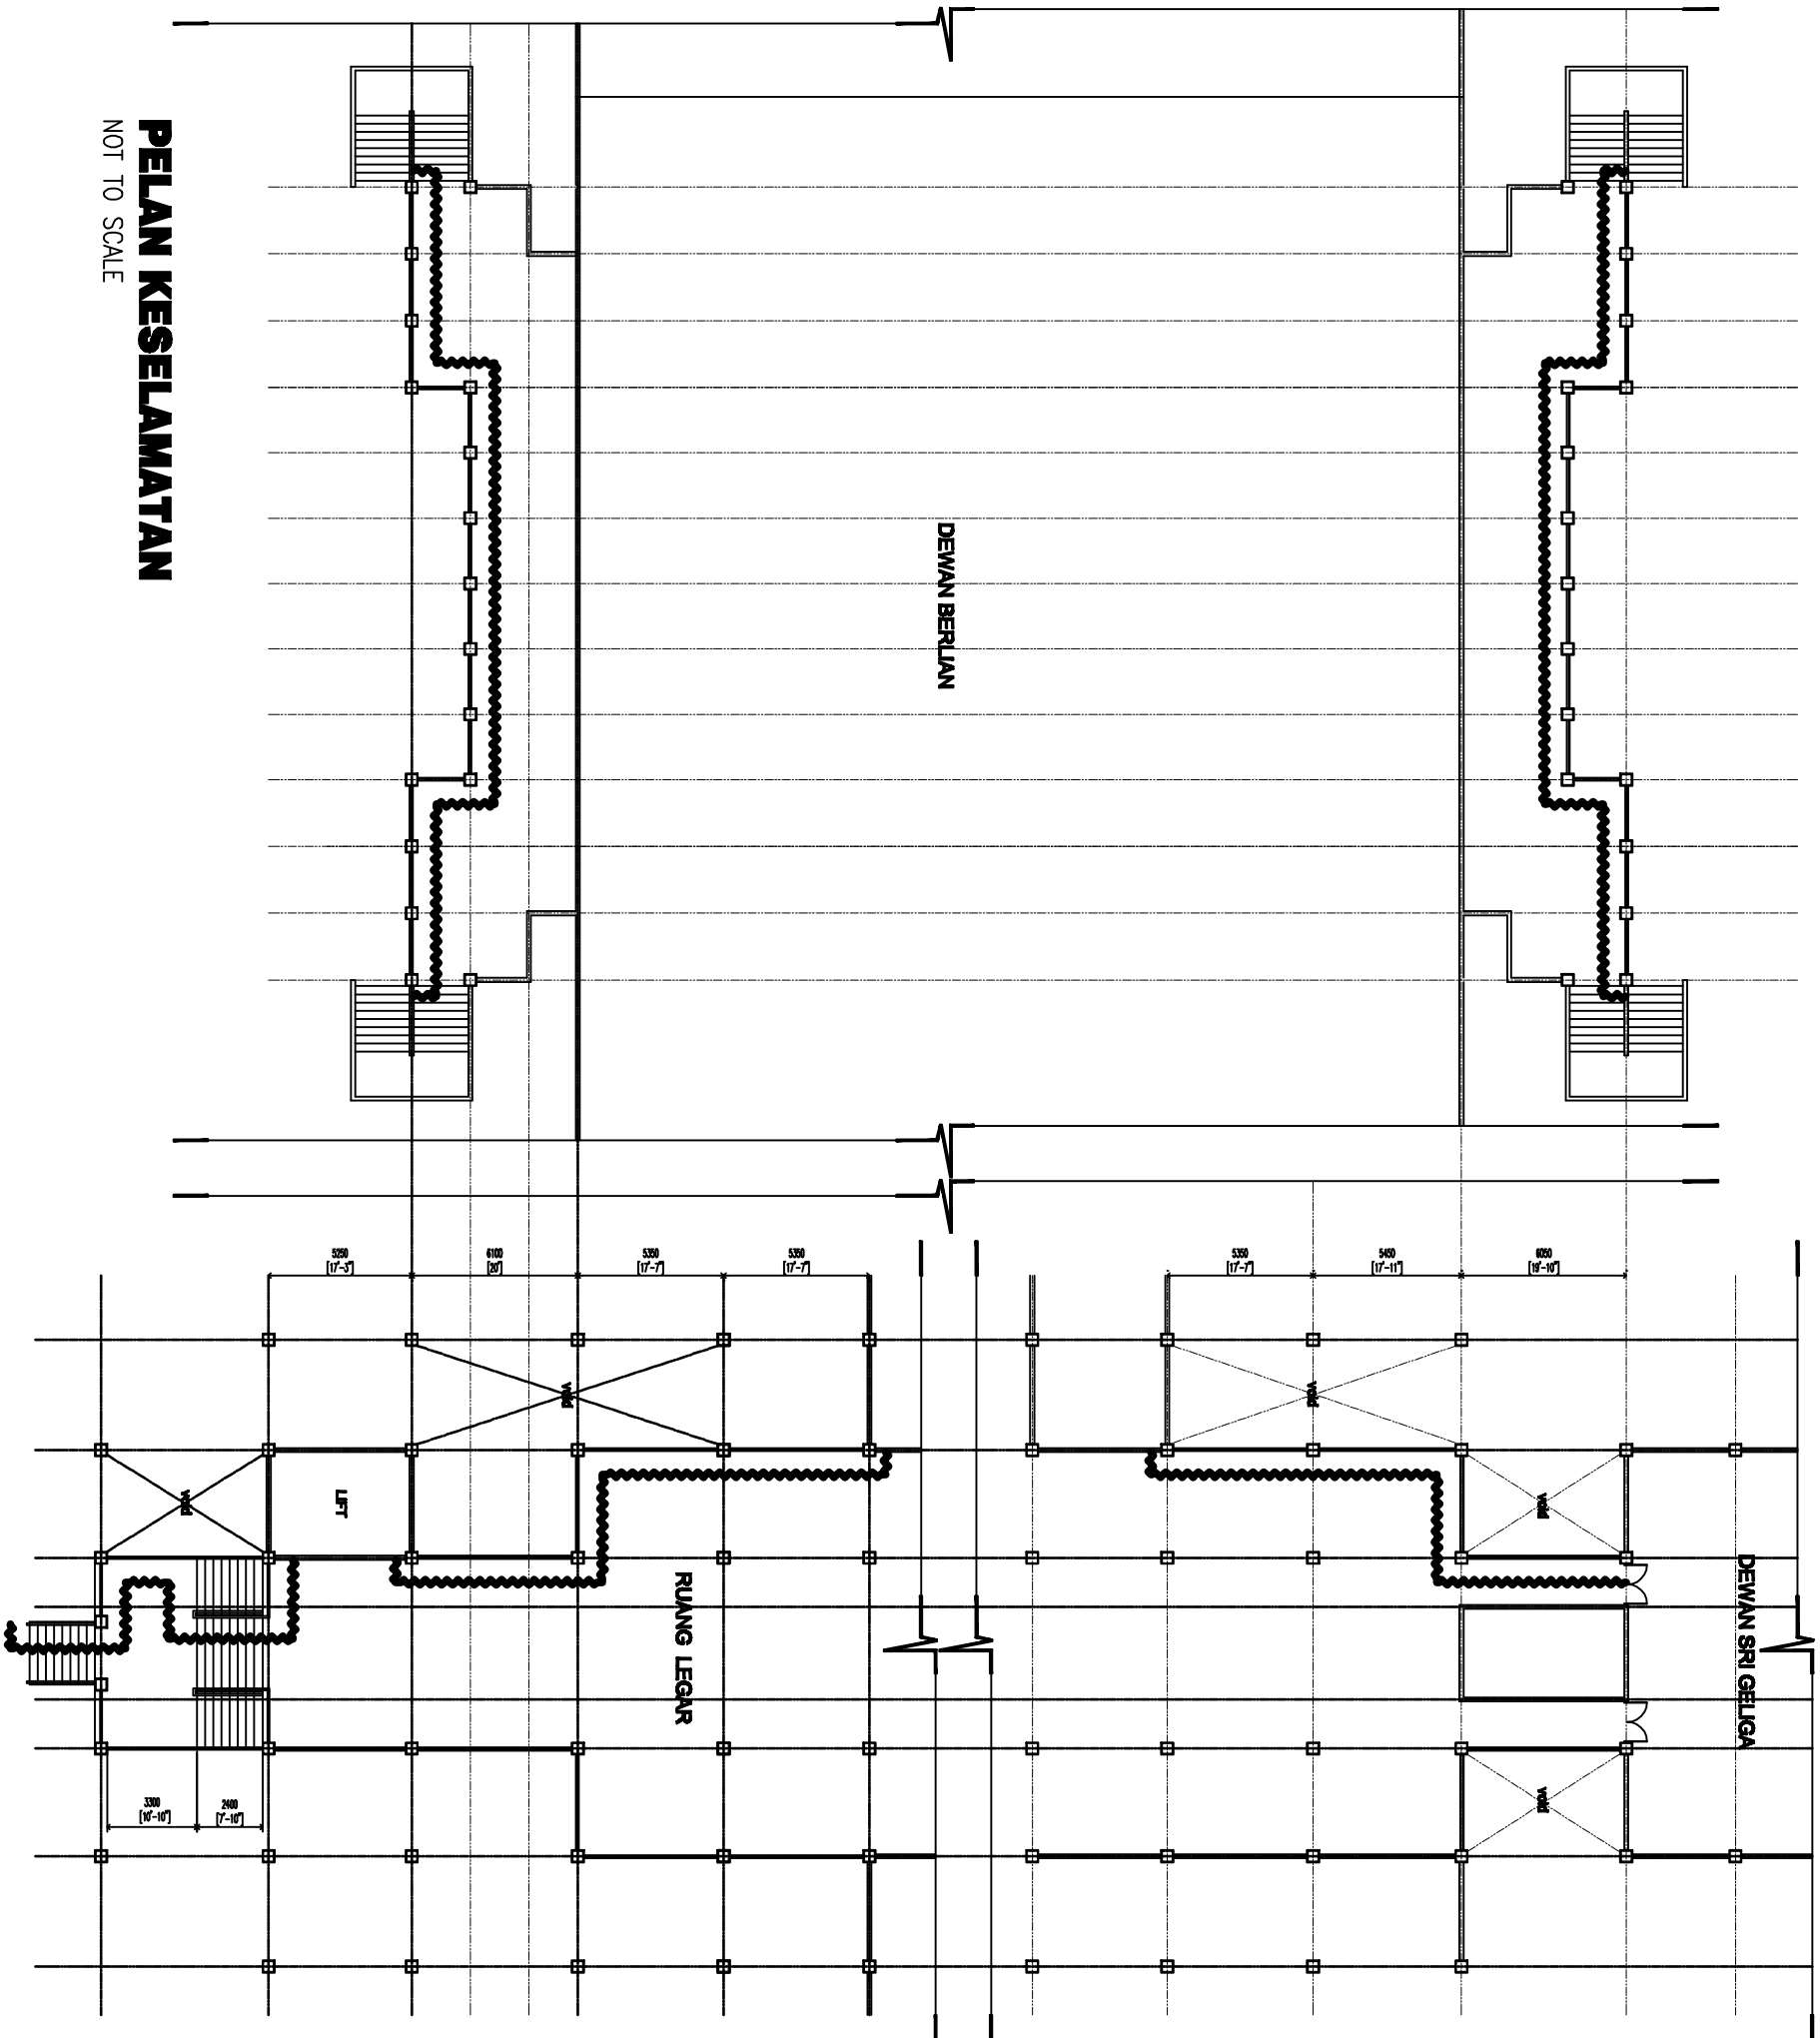 PELAN KESELAMATAN
NOT TO SCALE
DEWAN BERLIAN
5250
[17'-3"]
6100
[20']
5350
[17'-7"]
5350
[17'-7"]
5350
[17'-7"]
5450
[17'-11"]
6050
[19'-10"]
void
void
void
LIFT
void
RUANG LEGAR
DEWAN SRI GELIGA
void
3300
[10'-10"]
2400
[7'-10"]